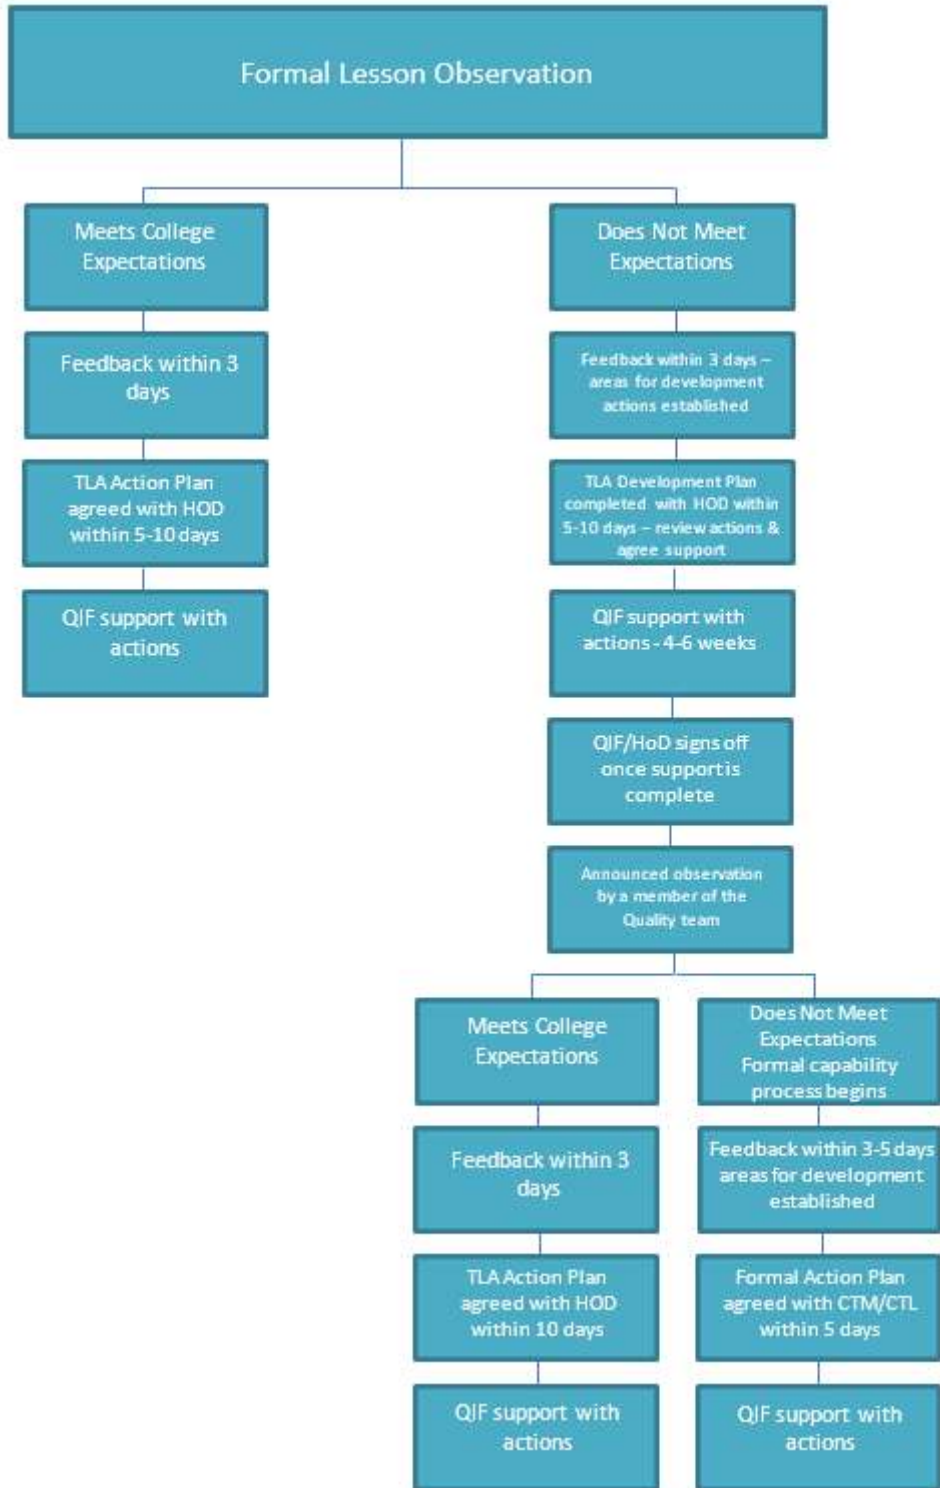 Formal Lesson Observation
Meets College
Expectations
Feedback within 3
days
TLA Action Plan
agreed with HOD
within 5-10 days
QIF support with
actions
Does Not Meet
Expectations
Feedback within 3 days –
areas for development
actions established
TLA Development Plan
completed with HOD within
5-10 days – review actions &
agree support
QIF support with
actions - 4-6 weeks
QIF/HoD signs off
once support is
complete
Announced observation
by a member of the
Quality team
Meets College
Expectations
Feedback within 3
days
TLA Action Plan
agreed with HOD
within 10 days
QIF support with
actions
Does Not Meet
Expectations
Formal capability
process begins
Feedback within 3-5 days
areas for development
established
Formal Action Plan
agreed with CTM/CTL
within 5 days
QIF support with
actions